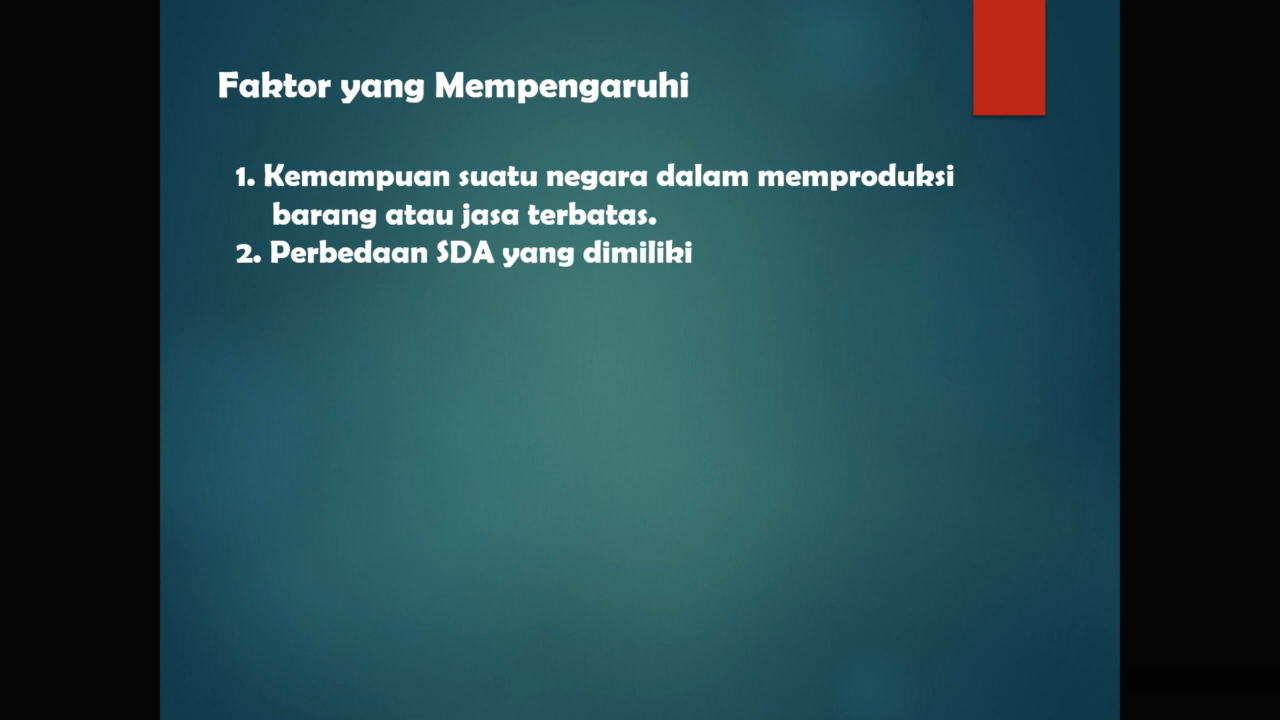 Faktor yang Mempengaruhi
1. Kemampuan suatu negara dalam memproduksi
barang atau jasa terbatas.
2. Perbedaan SDA yang dimiliki